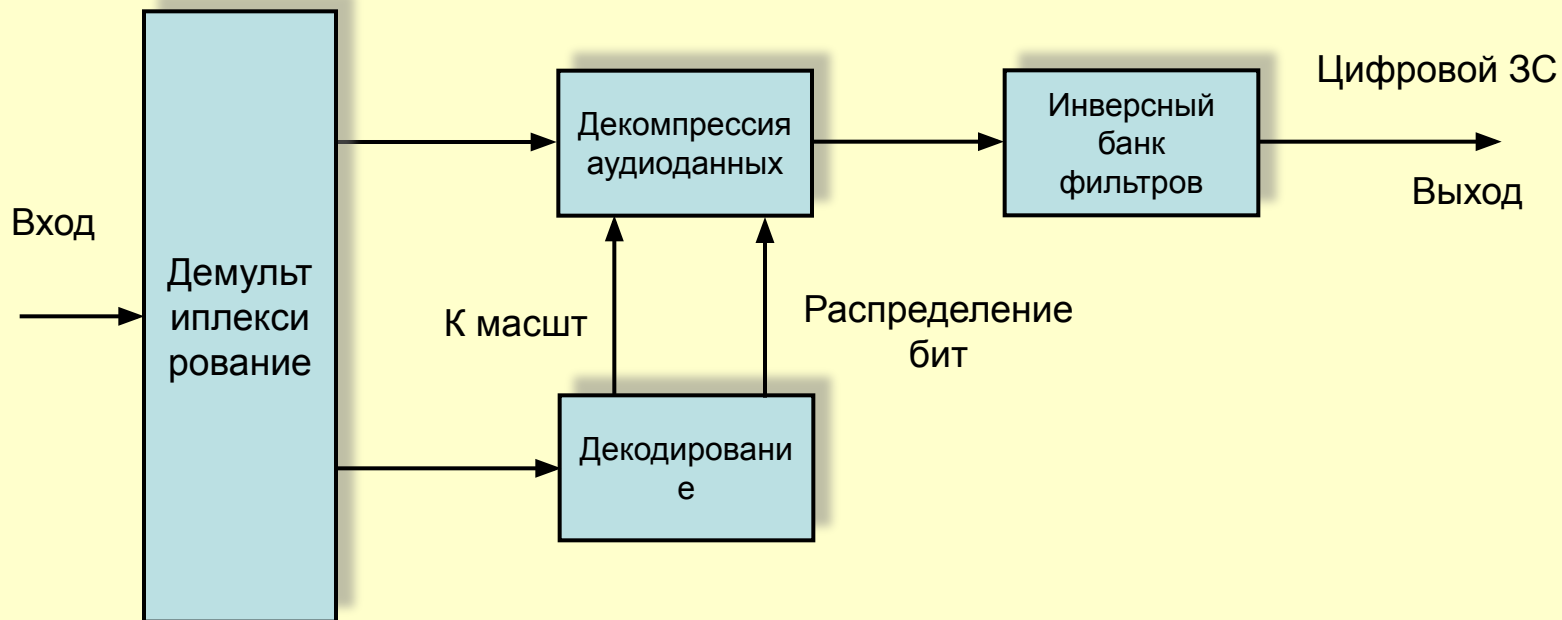 Вход
Демульт
иплекси
рование
Декомпрессия
аудиоданных
Инверсный
банк
фильтров
Цифровой ЗС
Выход
К масшт
Распределение
бит
Декодировани
е